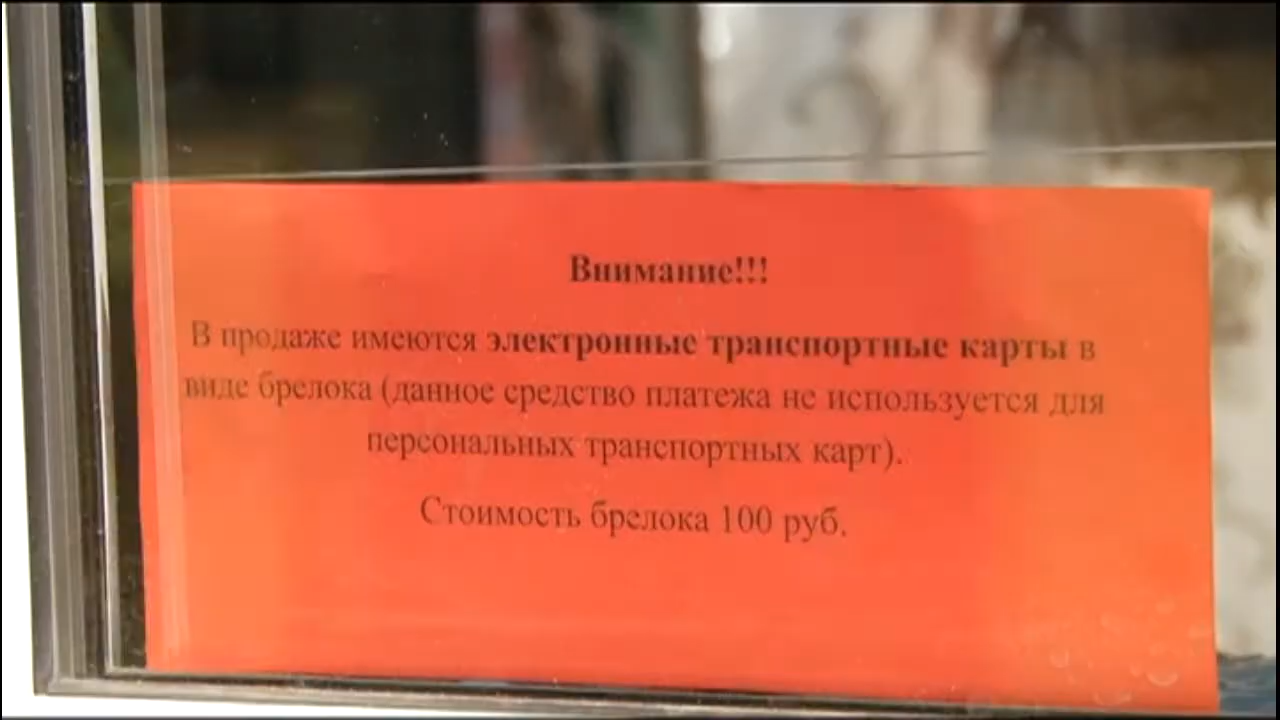 Внимание!!!
В продаже имеются электронные транспортные карты в
виде брелока (данное средство платежа не используется для
персональных транспортных карт).
Стоимость брелока 100 руб.